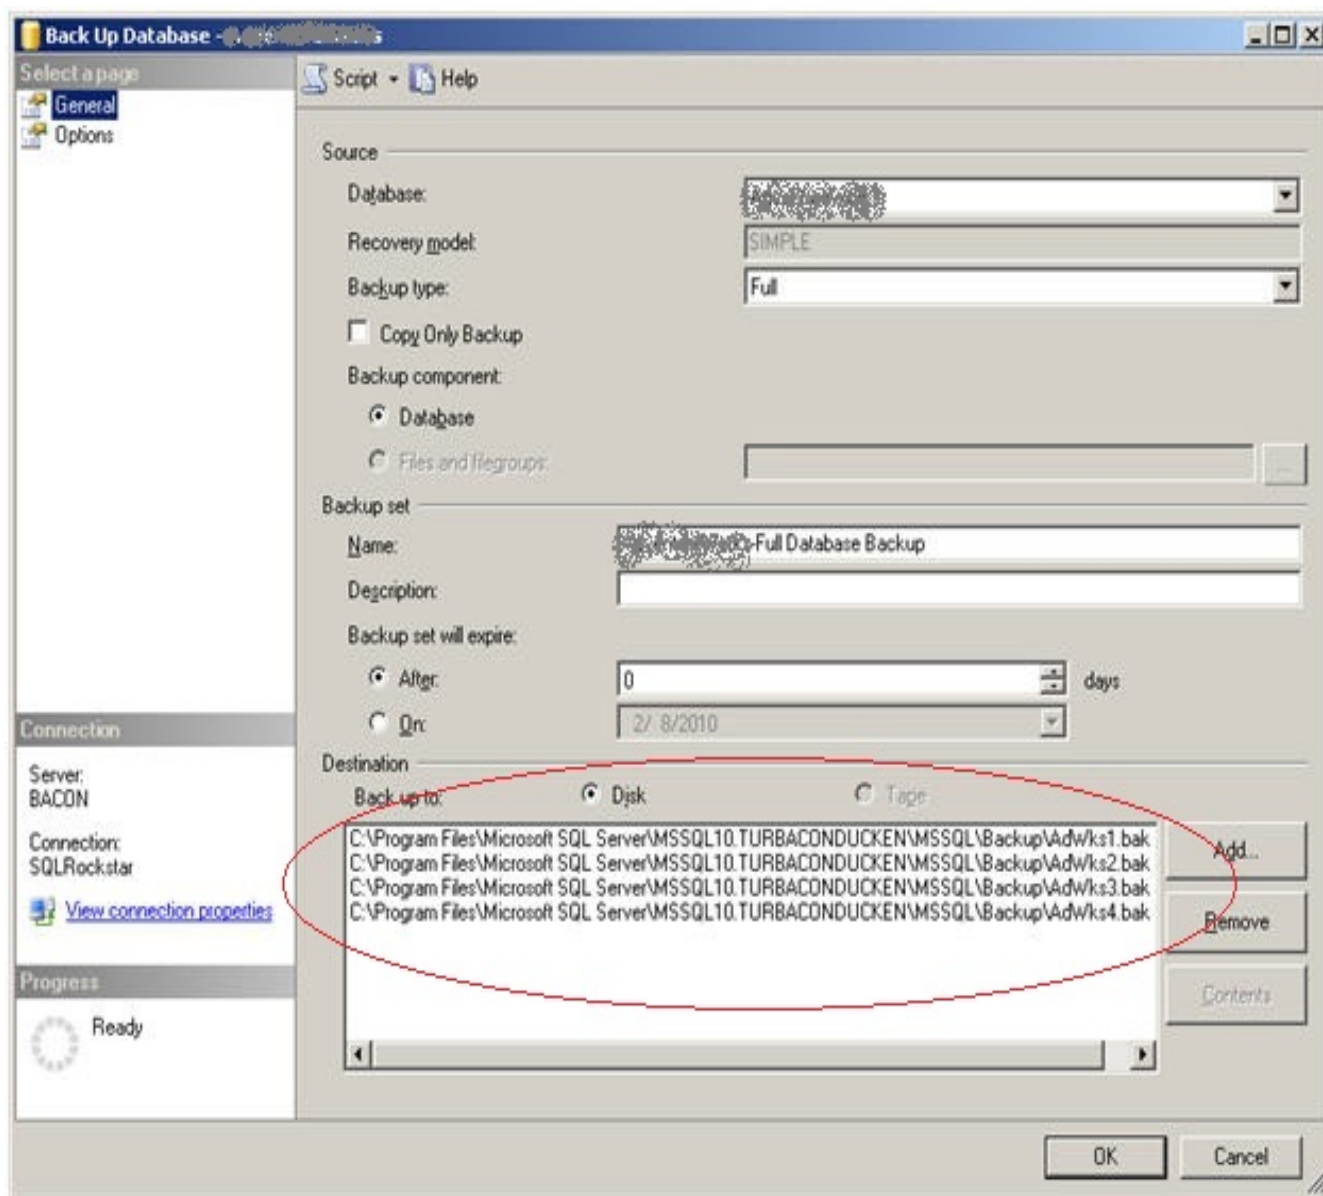 Back Up Database -
Select a page
General
Options
Script Help
Source
Database:
Recovery model: SIMPLE
Backup type: Full
Copy Only Backup
Backup component:
Database
Files and filegroups: ...
Backup set
Name: -Full Database Backup
Description:
Backup set will expire:
After: 0 days
On: 2/ 8/2010
Destination
Back up to: Disk Tape
C:\Program Files\Microsoft SQL Server\MSSQL10.TURBACONDUCKEN\MSSQL\Backup\AdWks1.bak
C:\Program Files\Microsoft SQL Server\MSSQL10.TURBACONDUCKEN\MSSQL\Backup\AdWks2.bak
C:\Program Files\Microsoft SQL Server\MSSQL10.TURBACONDUCKEN\MSSQL\Backup\AdWks3.bak
C:\Program Files\Microsoft SQL Server\MSSQL10.TURBACONDUCKEN\MSSQL\Backup\AdWks4.bak
Add...
Remove
Contents
Connection
Server:
BACON
Connection:
SQLRockstar
View connection properties
Progress
Ready
OK Cancel